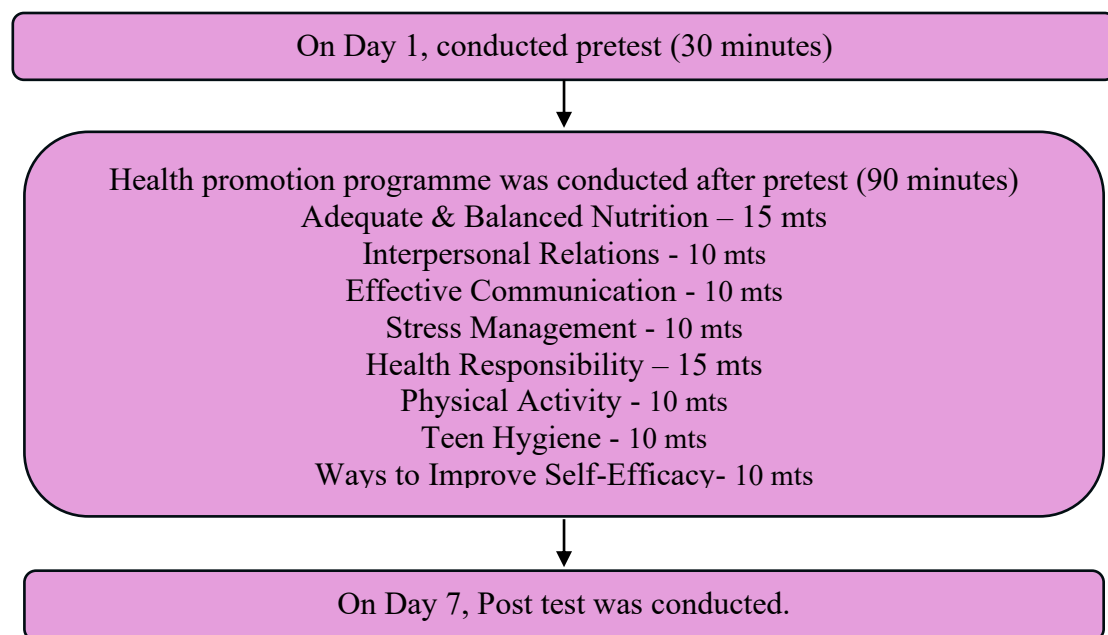 On Day 1, conducted pretest (30 minutes)
Health promotion programme was conducted after pretest (90 minutes)
Adequate & Balanced Nutrition – 15 mts
Interpersonal Relations - 10 mts
Effective Communication - 10 mts
Stress Management - 10 mts
Health Responsibility – 15 mts
Physical Activity - 10 mts
Teen Hygiene - 10 mts
Ways to Improve Self-Efficacy- 10 mts
On Day 7, Post test was conducted.